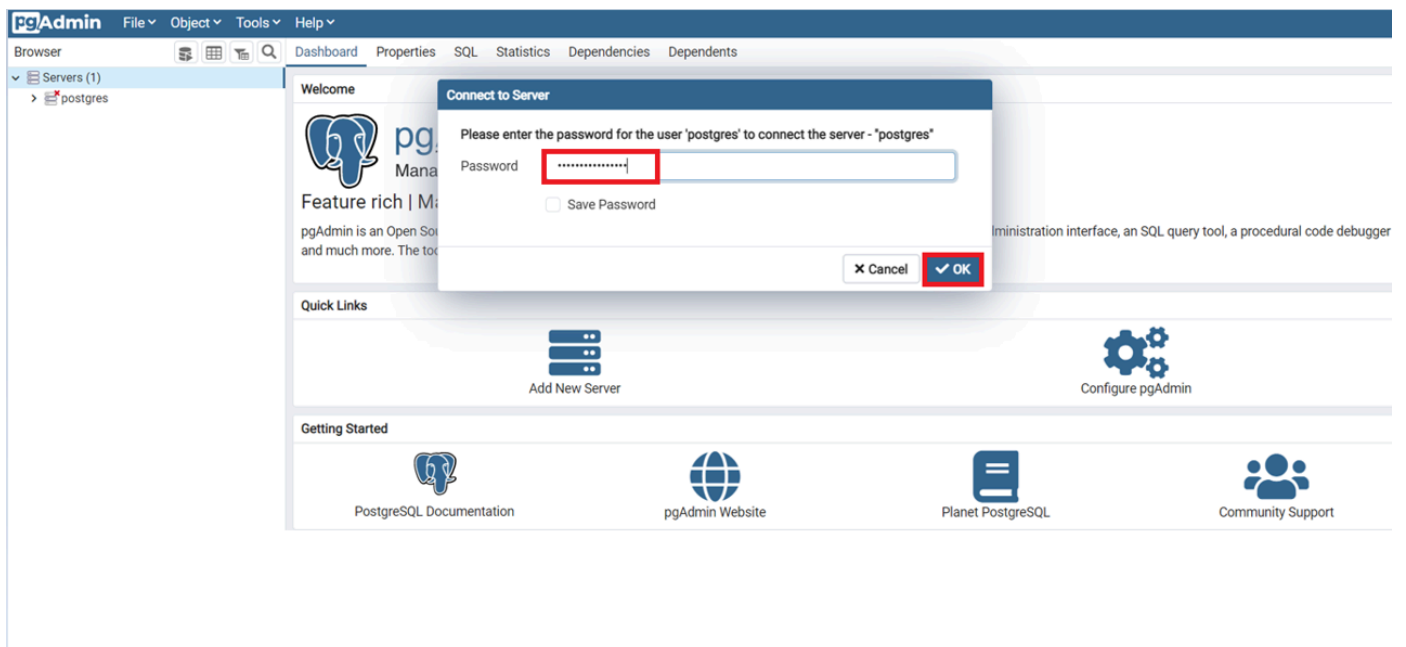 pgAdmin File Object Tools Help
Browser
Dashboard Properties SQL Statistics Dependencies Dependents
Servers (1)
postgres
Welcome
pg
Mana
Feature rich | Ma
pgAdmin is an Open Sou
ministration interface, an SQL query tool, a procedural code debugger
and much more. The too
Connect to Server
Please enter the password for the user 'postgres' to connect the server - "postgres"
Password ................
Save Password
Cancel OK
Quick Links
Add New Server Configure pgAdmin
Getting Started
PostgreSQL Documentation pgAdmin Website Planet PostgreSQL Community Support